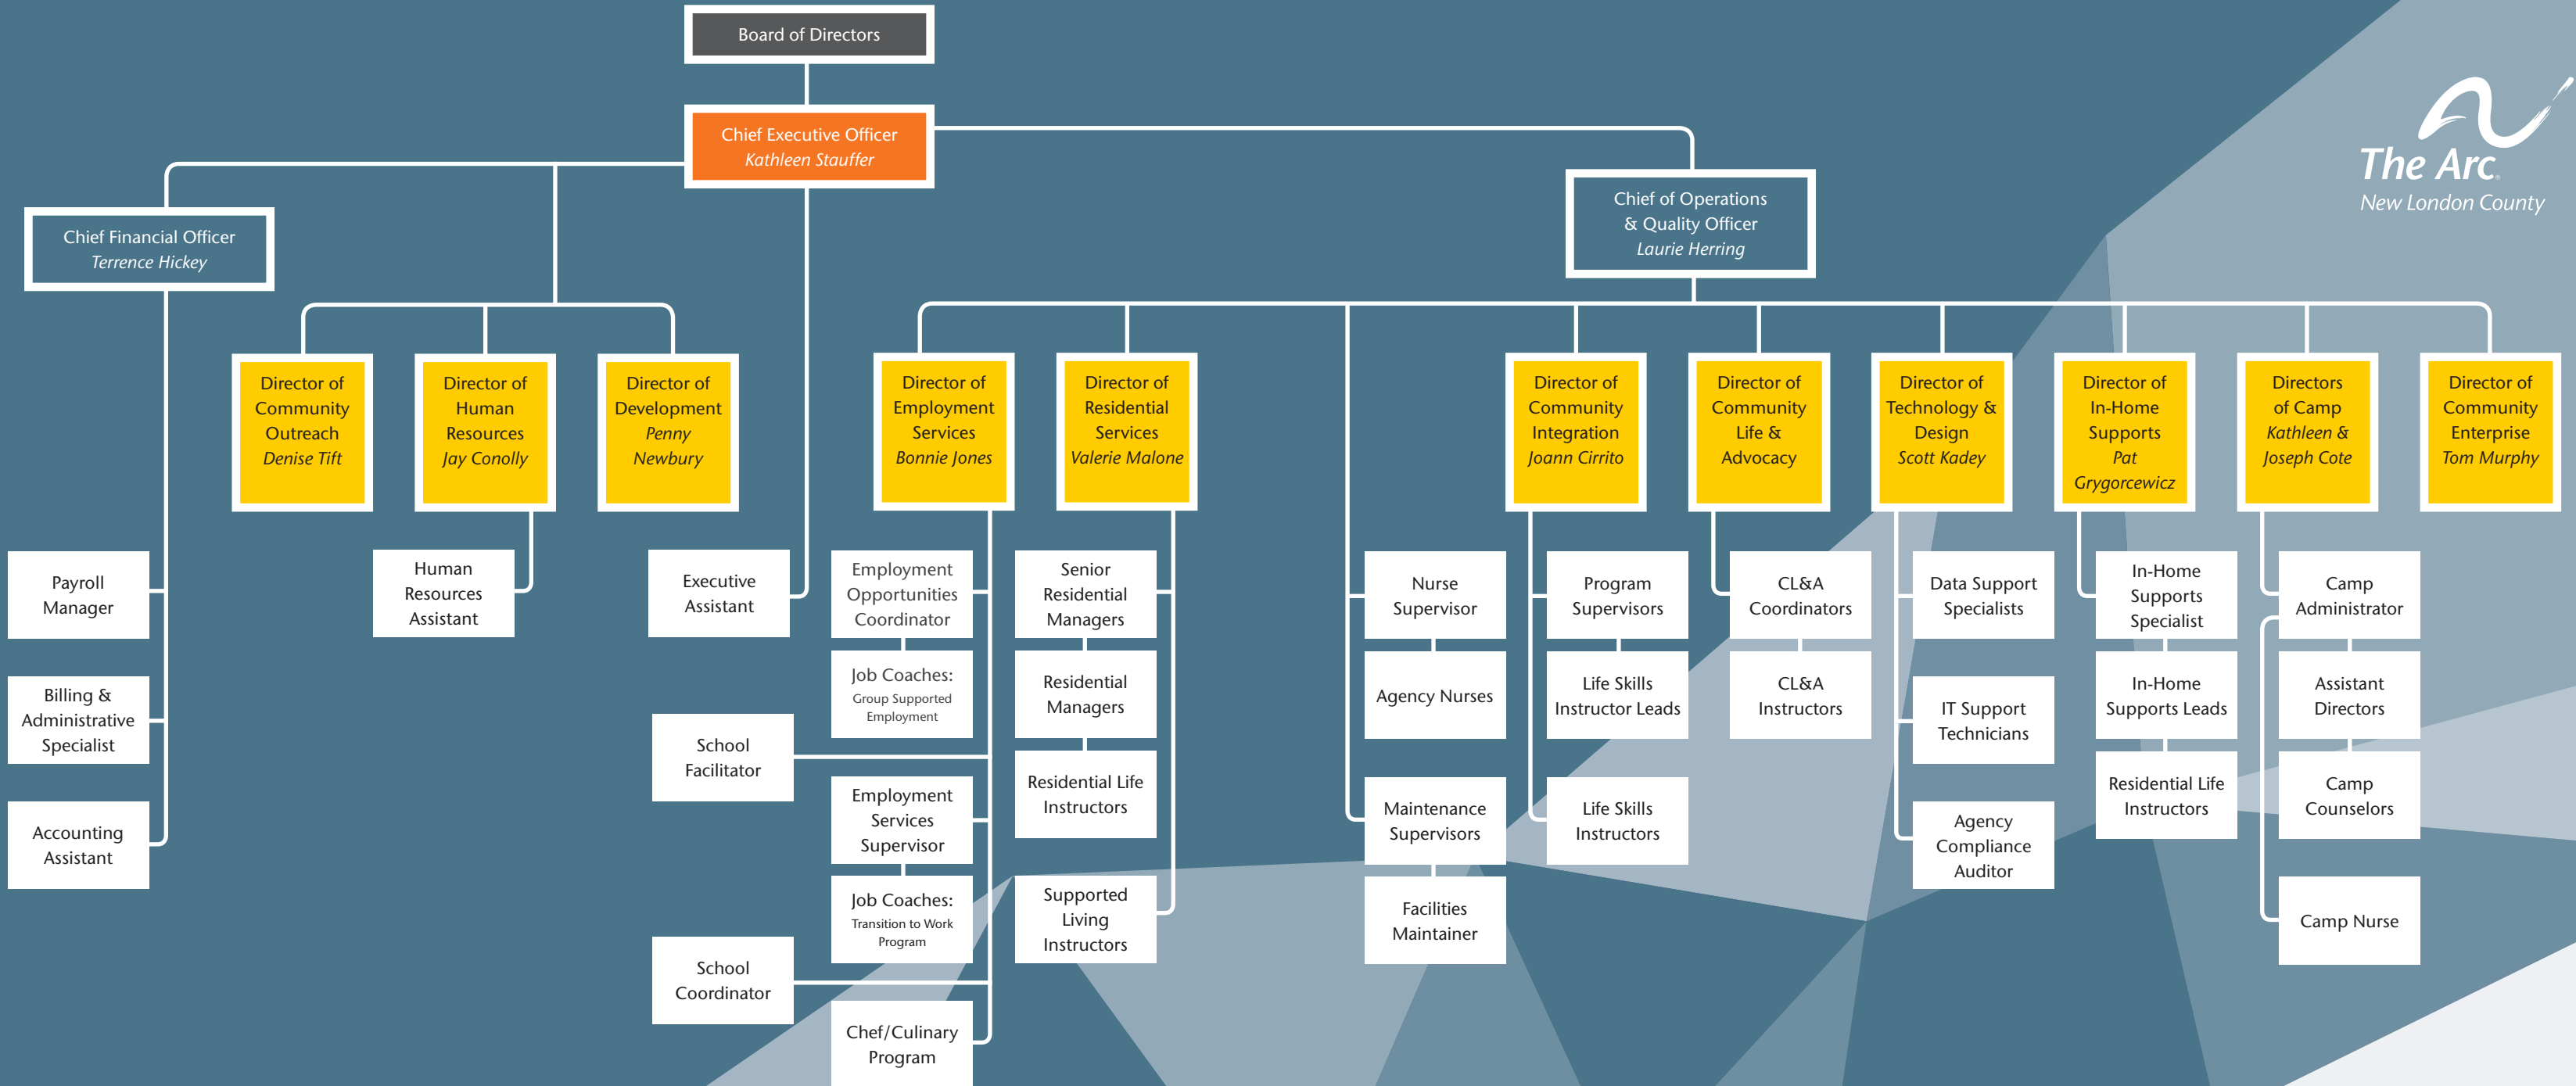 Board of Directors
Chief Executive Officer
Kathleen Stauffer
The Arc®
New London County
Chief Financial Officer
Terrence Hickey
Chief of Operations
& Quality Officer
Laurie Herring
Director of
Community
Outreach
Denise Tift
Director of
Human
Resources
Jay Conolly
Director of
Development
Penny
Newbury
Director of
Employment
Services
Bonnie Jones
Director of
Residential
Services
Valerie Malone
Director of
Community
Integration
Joann Cirrito
Director of
Community
Life &
Advocacy
Director of
Technology &
Design
Scott Kadey
Director of
In-Home
Supports
Pat
Grygorcewicz
Directors
of Camp
Kathleen &
Joseph Cote
Director of
Community
Enterprise
Tom Murphy
Payroll
Manager
Billing &
Administrative
Specialist
Accounting
Assistant
Human
Resources
Assistant
Executive
Assistant
School
Facilitator
School
Coordinator
Employment
Opportunities
Coordinator
Job Coaches:
Group Supported
Employment
Employment
Services
Supervisor
Job Coaches:
Transition to Work
Program
Chef/Culinary
Program
Senior
Residential
Managers
Residential
Managers
Residential Life
Instructors
Supported
Living
Instructors
Nurse
Supervisor
Agency Nurses
Maintenance
Supervisors
Facilities
Maintainer
Program
Supervisors
Life Skills
Instructor Leads
Life Skills
Instructors
CL&A
Coordinators
CL&A
Instructors
Data Support
Specialists
IT Support
Technicians
Agency
Compliance
Auditor
In-Home
Supports
Specialist
In-Home
Supports Leads
Residential Life
Instructors
Camp
Administrator
Assistant
Directors
Camp
Counselors
Camp Nurse